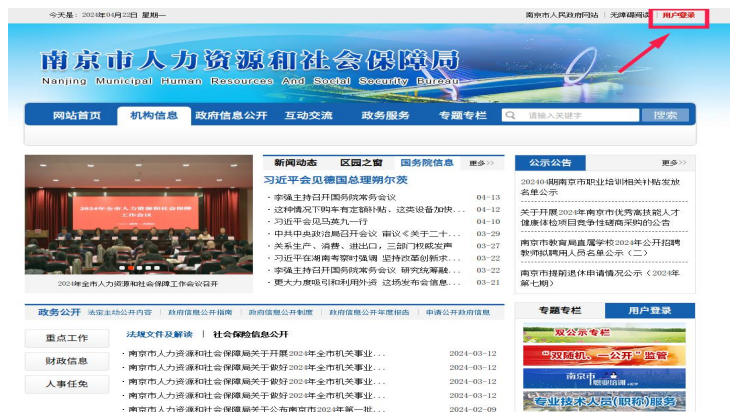 今天是：2024年04月22日 星期一
南京市人民政府网站 | 无障碍阅读 | 用户登录
南京市人力资源和社会保障局
Nanjing Municipal Human Resources And Social Security Bureau
网站首页 机构信息 政府信息公开 互动交流 政务服务 专题专栏 请输入关键字 搜索
2024年全市人力资源和社会保障
工作会议
2024年全市人力资源和社会保障工作会议召开
新闻动态 区园之窗 国务院信息 更多>>
习近平会见德国总理朔尔茨
· 李强主持召开国务院常务会议 04-13
· 这种情况下购车有定额补贴，这类设备加快... 04-12
· 习近平会见马英九一行 04-10
· 中共中央政治局召开会议 审议《关于二十... 03-29
· 关系生产、消费、进出口，三部门权威发声 03-27
· 习近平在湖南考察时强调 坚持改革创新求... 03-22
· 李强主持召开国务院常务会议 研究统筹融... 03-22
· 更大力度吸引和利用外资 这场发布会信息... 03-21
公示公告 更多>>
202404期南京市职业培训相关补贴发放
名单公示
关于开展2024年南京市优秀高技能人才
健康体检项目竞争性磋商采购的公告
南京市教育局直属学校2024年公开招聘
教师拟聘用人员名单公示（二）
南京市提前退休申请情况公示（2024年
第七期）
政务公开 法定主动公开内容 | 政府信息公开指南 | 政府信息公开制度 | 政府信息公开年度报告 | 申请公开政府信息
重点工作
财政信息
人事任免
法规文件及解读 | 社会保险信息公开
· 南京市人力资源和社会保障局关于开展2024年全市机关事业... 2024-03-12
· 南京市人力资源和社会保障局关于做好2024年全市机关事业... 2024-03-12
· 南京市人力资源和社会保障局关于做好2024年全市机关事业... 2024-03-12
· 南京市人力资源和社会保障局关于公布南京市2024年第一批... 2024-02-09
专题专栏 用户登录
双公示专栏
“双随机、一公开”监管
南京市
职业培训
专业技术人员(职称)服务